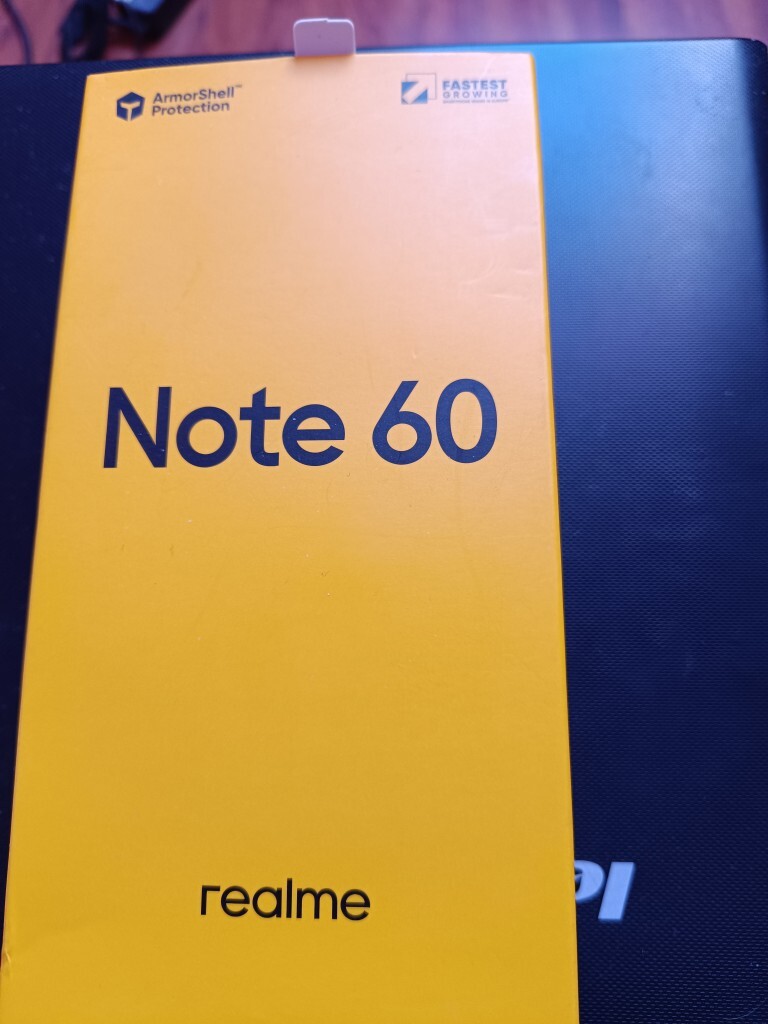 ArmorShell™
Protection
FASTEST
GROWING
Note 60
realme